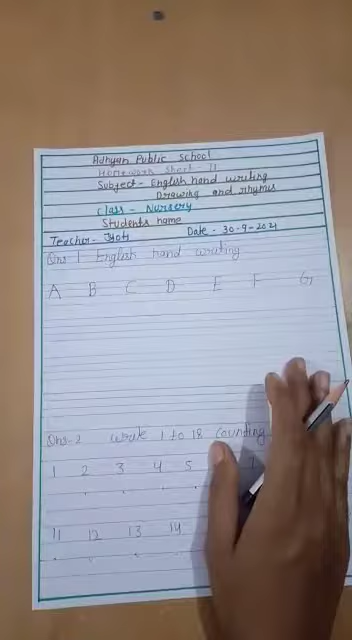 Adhyan Public School
Homework Sheet 11
Subject - English hand writing
Drawing and rhymes
Class - Nursery
Students name
Teacher - Jyoti Date - 30-9-2021
Qns 1 English hand writing
A B C D E F G
Qns-2 Write 1 to 18 Counting
1 2 3 4 5
11 12 13 14